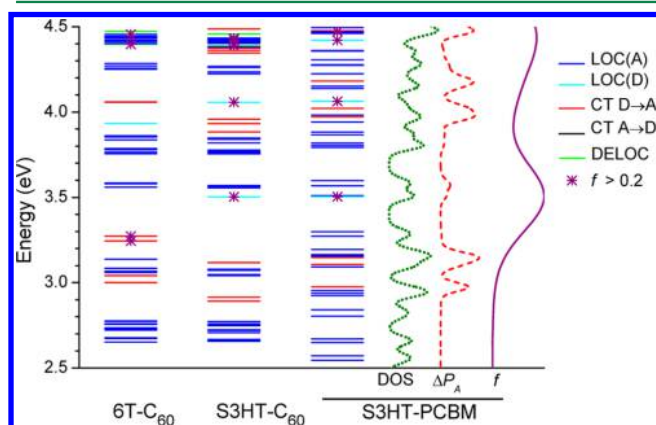 4.5
4.0
3.5
3.0
2.5
Energy (eV)
LOC(A)
LOC(D)
CT D→A
CT A→D
DELOC
f > 0.2
DOS ΔP_A f
6T-C₆₀ S3HT-C₆₀ S3HT-PCBM